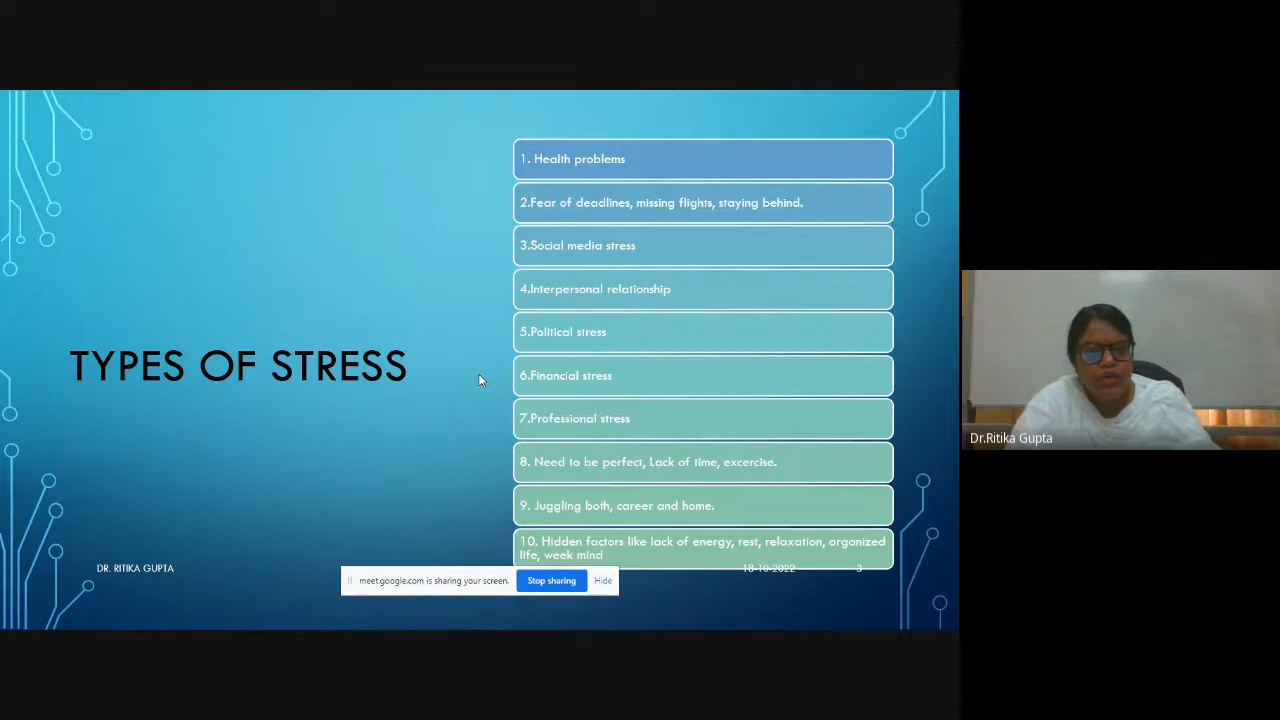 TYPES OF STRESS
1. Health problems
2.Fear of deadlines, missing flights, staying behind.
3.Social media stress
4.Interpersonal relationship
5.Political stress
6.Financial stress
7.Professional stress
8. Need to be perfect, Lack of time, excercise.
9. Juggling both, career and home.
10. Hidden factors like lack of energy, rest, relaxation, organized
life, week mind
DR. RITIKA GUPTA
18-10-2022
3
meet.google.com is sharing your screen.
Stop sharing
Hide
Dr.Ritika Gupta